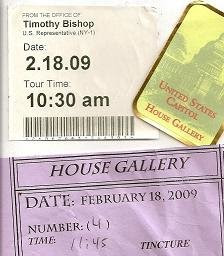 FROM THE OFFICE OF
Timothy Bishop
U.S. Representative (NY-1)
Date:
2.18.09
Tour Time:
10:30 am
UNITED STATES
CAPITOL
HOUSE GALLERY
HOUSE GALLERY
DATE: FEBRUARY 18, 2009
NUMBER: (4)
TIME: 11:45 TINCTURE